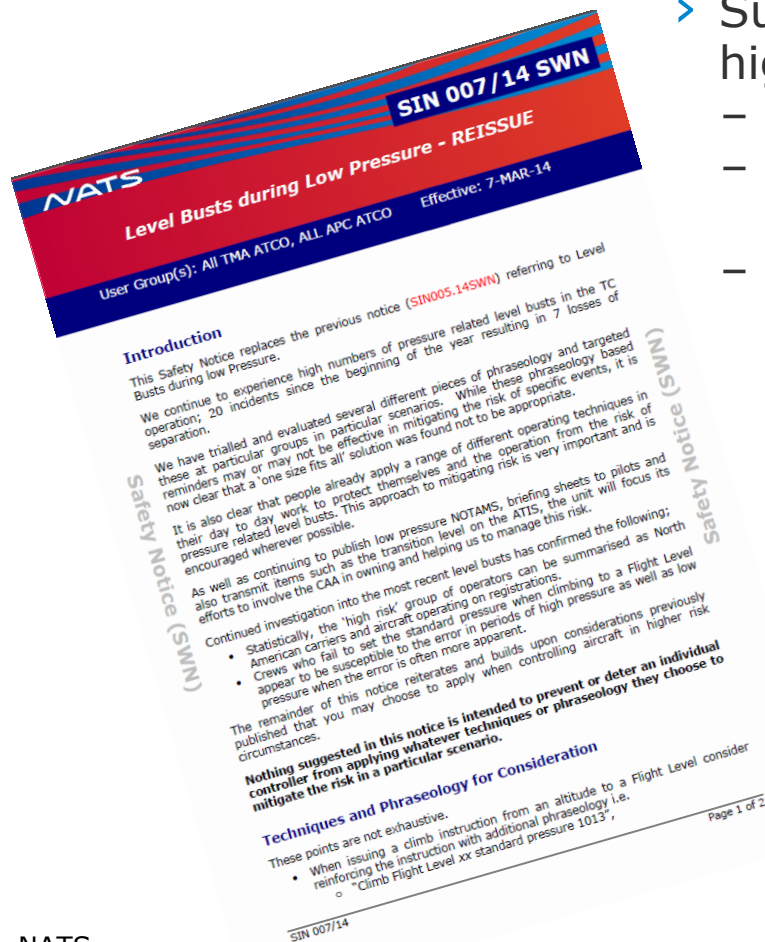 SIN 007/14 SWN
NATS
Level Busts during Low Pressure - REISSUE
User Group(s): All TMA ATCO, ALL APC ATCO Effective: 7-MAR-14
Introduction
This Safety Notice replaces the previous notice (SIN005.14SWN) referring to Level
Busts during low Pressure.
We continue to experience high numbers of pressure related level busts in the TC
operation; 20 incidents since the beginning of the year resulting in 7 losses of
separation.
We have trialled and evaluated several different pieces of phraseology and targeted
these at particular groups in particular scenarios. While these phraseology based
reminders may or may not be effective in mitigating the risk of specific events, it is
now clear that a 'one size fits all' solution was found not to be appropriate.
It is also clear that people already apply a range of different operating techniques in
their day to day work to protect themselves and the operation from the risk of
pressure related level busts. This approach to mitigating risk is very important and is
encouraged wherever possible.
As well as continuing to publish low pressure NOTAMS, briefing sheets to pilots and
also transmit items such as the transition level on the ATIS, the unit will focus its
efforts to involve the CAA in owning and helping us to manage this risk.
Continued investigation into the most recent level busts has confirmed the following;
• Statistically, the 'high risk' group of operators can be summarised as North
American carriers and aircraft operating on registrations.
• Crews who fail to set the standard pressure when climbing to a Flight Level
appear to be susceptible to the error in periods of high pressure as well as low
pressure when the error is often more apparent.
The remainder of this notice reiterates and builds upon considerations previously
published that you may choose to apply when controlling aircraft in higher risk
circumstances.
Nothing suggested in this notice is intended to prevent or deter an individual
controller from applying whatever techniques or phraseology they choose to
mitigate the risk in a particular scenario.
Techniques and Phraseology for Consideration
These points are not exhaustive.
• When issuing a climb instruction from an altitude to a Flight Level consider
reinforcing the instruction with additional phraseology i.e.
o "Climb Flight Level xx standard pressure 1013",
Page 1 of 2
SIN 007/14
Safety Notice (SWN)
Safety Notice (SWN)
› Su
hig
–
–
–
NATS